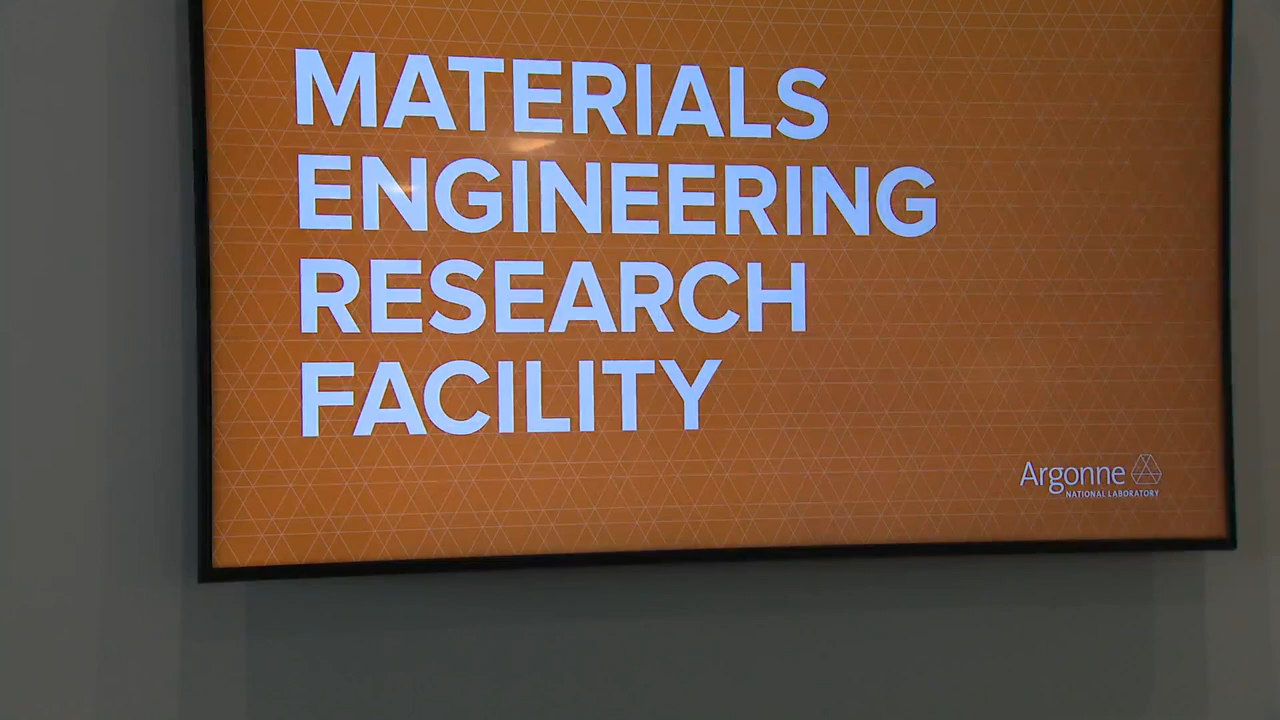 MATERIALS
ENGINEERING
RESEARCH
FACILITY
Argonne
NATIONAL LABORATORY